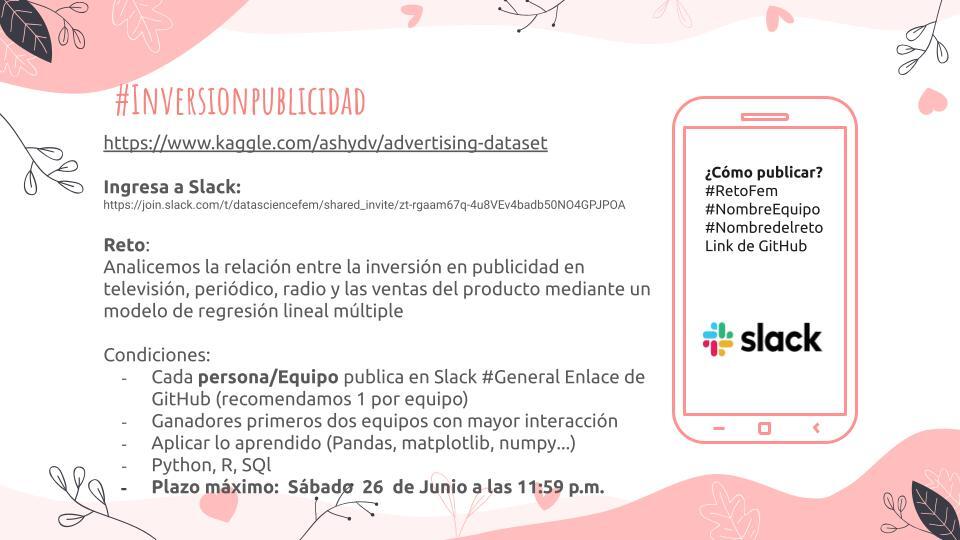 #Inversionpublicidad
https://www.kaggle.com/ashydv/advertising-dataset
Ingresa a Slack:
https://join.slack.com/t/datasciencefem/shared_invite/zt-rgaam67q-4u8VEv4badb50NO4GPJPOA
Reto:
Analicemos la relación entre la inversión en publicidad en
televisión, periódico, radio y las ventas del producto mediante un
modelo de regresión lineal múltiple
Condiciones:
- Cada persona/Equipo publica en Slack #General Enlace de
GitHub (recomendamos 1 por equipo)
- Ganadores primeros dos equipos con mayor interacción
- Aplicar lo aprendido (Pandas, matplotlib, numpy...)
- Python, R, SQl
- Plazo máximo: Sábado 26 de Junio a las 11:59 p.m.
¿Cómo publicar?
#RetoFem
#NombreEquipo
#Nombredelreto
Link de GitHub
slack